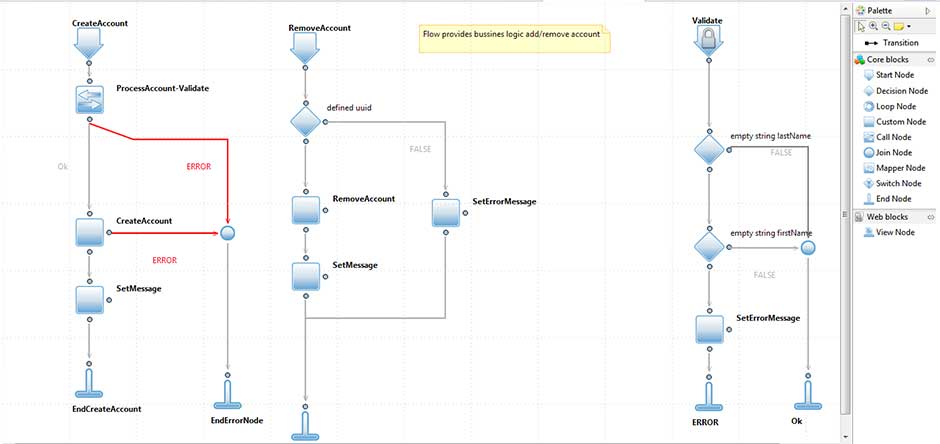 CreateAccount
ProcessAccount-Validate
Ok
ERROR
CreateAccount
ERROR
SetMessage
EndCreateAccount
EndErrorNode
RemoveAccount
Flow provides bussines logic add/remove account
defined uuid
FALSE
RemoveAccount
SetErrorMessage
SetMessage
Validate
empty string lastName
FALSE
empty string firstName
FALSE
SetErrorMessage
ERROR
Ok
Palette
Transition
Core blocks
Start Node
Decision Node
Loop Node
Custom Node
Call Node
Join Node
Mapper Node
Switch Node
End Node
Web blocks
View Node